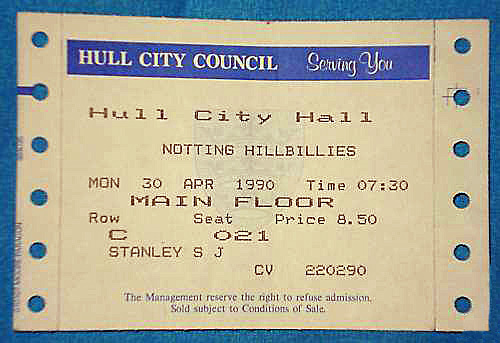 HULL CITY COUNCIL Serving You
Hull City Hall
NOTTING HILLBILLIES
MON 30 APR 1990 Time 07:30
MAIN FLOOR
Row Seat Price 8.50
C 021
STANLEY S J
CV 220290
The Management reserve the right to refuse admission.
Sold subject to Conditions of Sale.